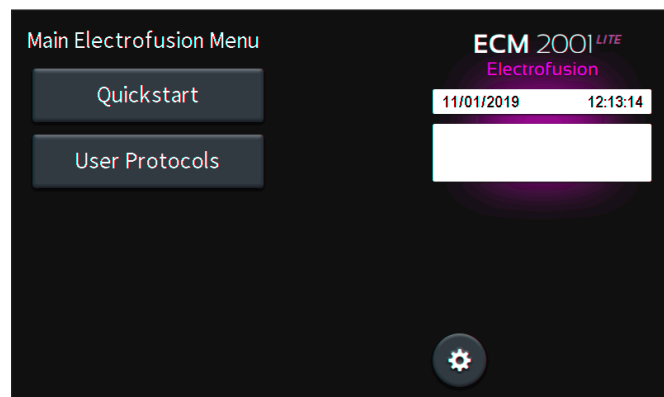 Main Electrofusion Menu
Quickstart
User Protocols
ECM 2001 LITE
Electrofusion
11/01/2019 12:13:14